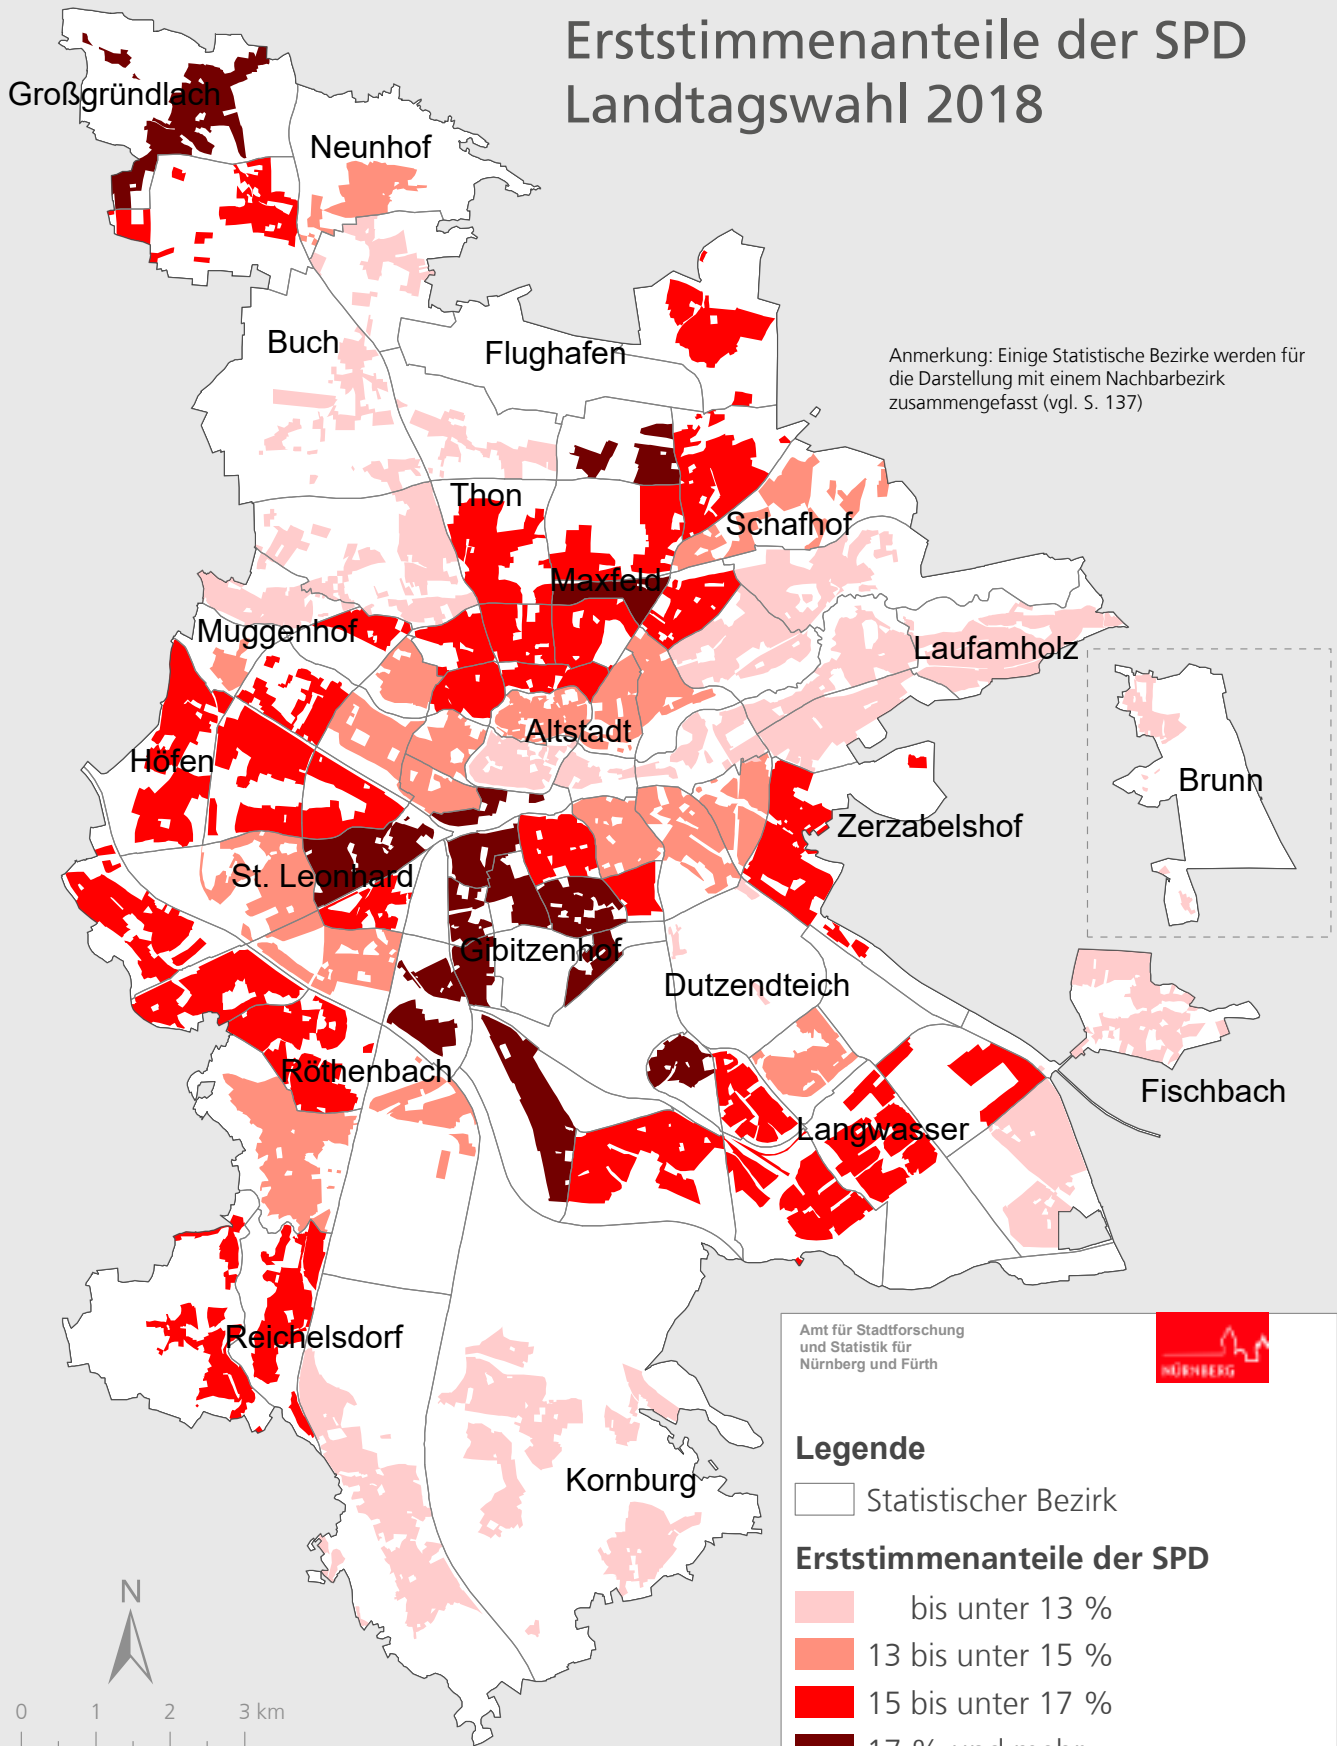 Erststimmenanteile der SPD
Landtagswahl 2018
Großgründlach
Neunhof
Buch
Flughafen
Anmerkung: Einige Statistische Bezirke werden für
die Darstellung mit einem Nachbarbezirk
zusammengefasst (vgl. S. 137)
Thon
Schafhof
Maxfeld
Muggenhof
Laufamholz
Altstadt
Höfen
Brunn
Zerzabelshof
St. Leonhard
Gibitzenhof
Dutzendteich
Röthenbach
Fischbach
Langwasser
Reichelsdorf
Kornburg
Amt für Stadtforschung
und Statistik für
Nürnberg und Fürth
NÜRNBERG
Legende
Statistischer Bezirk
Erststimmenanteile der SPD
bis unter 13 %
13 bis unter 15 %
15 bis unter 17 %
17 % und mehr
N
0 1 2 3 km